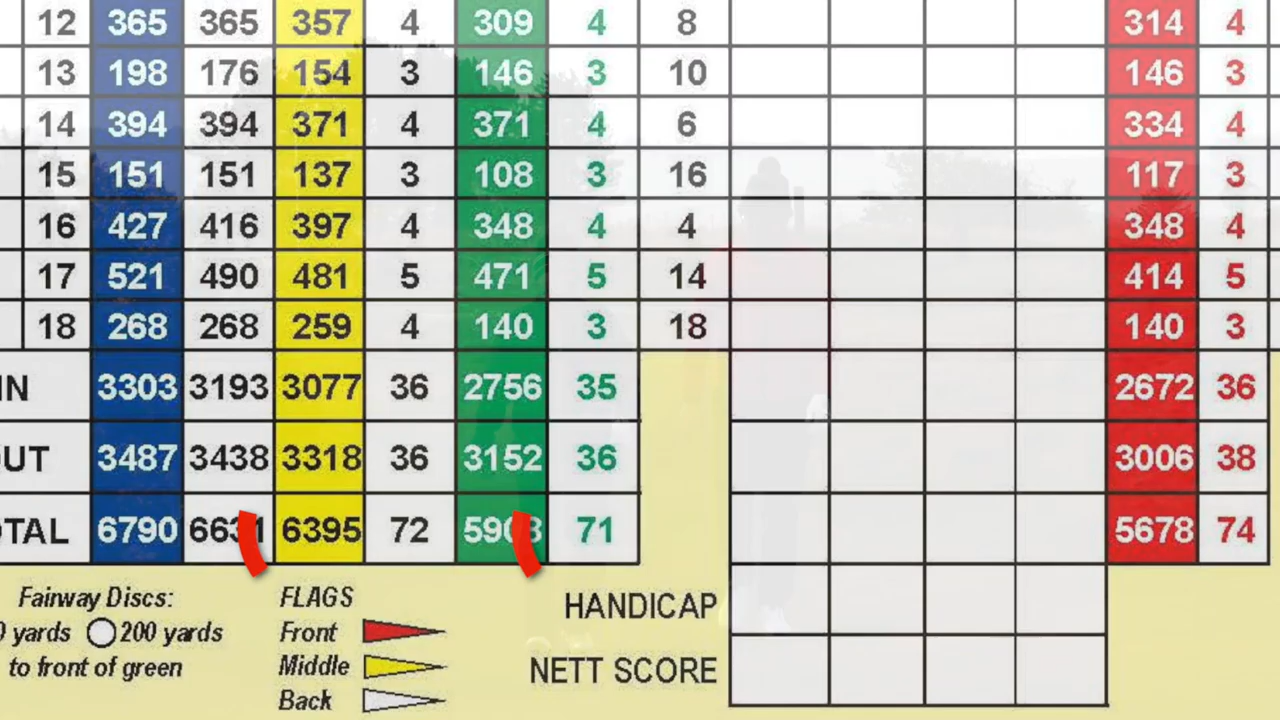 12 365 365 357 4 309 4 8 314 4
13 198 176 154 3 146 3 10 146 3
14 394 394 371 4 371 4 6 334 4
15 151 151 137 3 108 3 16 117 3
16 427 416 397 4 348 4 4 348 4
17 521 490 481 5 471 5 14 414 5
18 268 268 259 4 140 3 18 140 3
IN 3303 3193 3077 36 2756 35 2672 36
UT 3487 3438 3318 36 3152 36 3006 38
OTAL 6790 6631 6395 72 5908 71 5678 74
Fairway Discs:
0 yards 200 yards
to front of green
FLAGS
Front
Middle
Back
HANDICAP
NETT SCORE